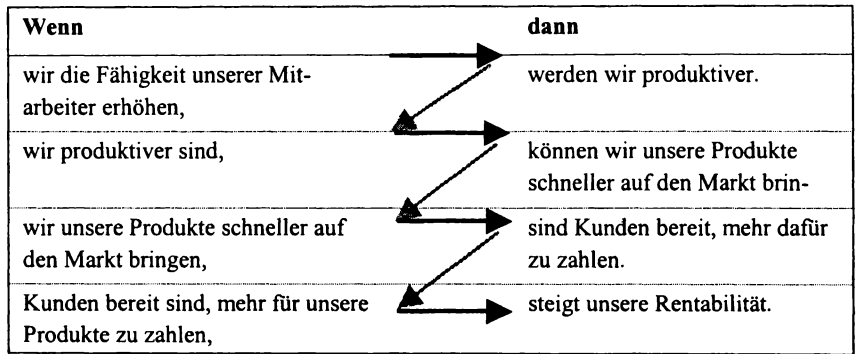 Wenn dann
wir die Fähigkeit unserer Mit-
arbeiter erhöhen,
werden wir produktiver.
wir produktiver sind,
können wir unsere Produkte
schneller auf den Markt brin-
wir unsere Produkte schneller auf
den Markt bringen,
sind Kunden bereit, mehr dafür
zu zahlen.
Kunden bereit sind, mehr für unsere
Produkte zu zahlen,
steigt unsere Rentabilität.